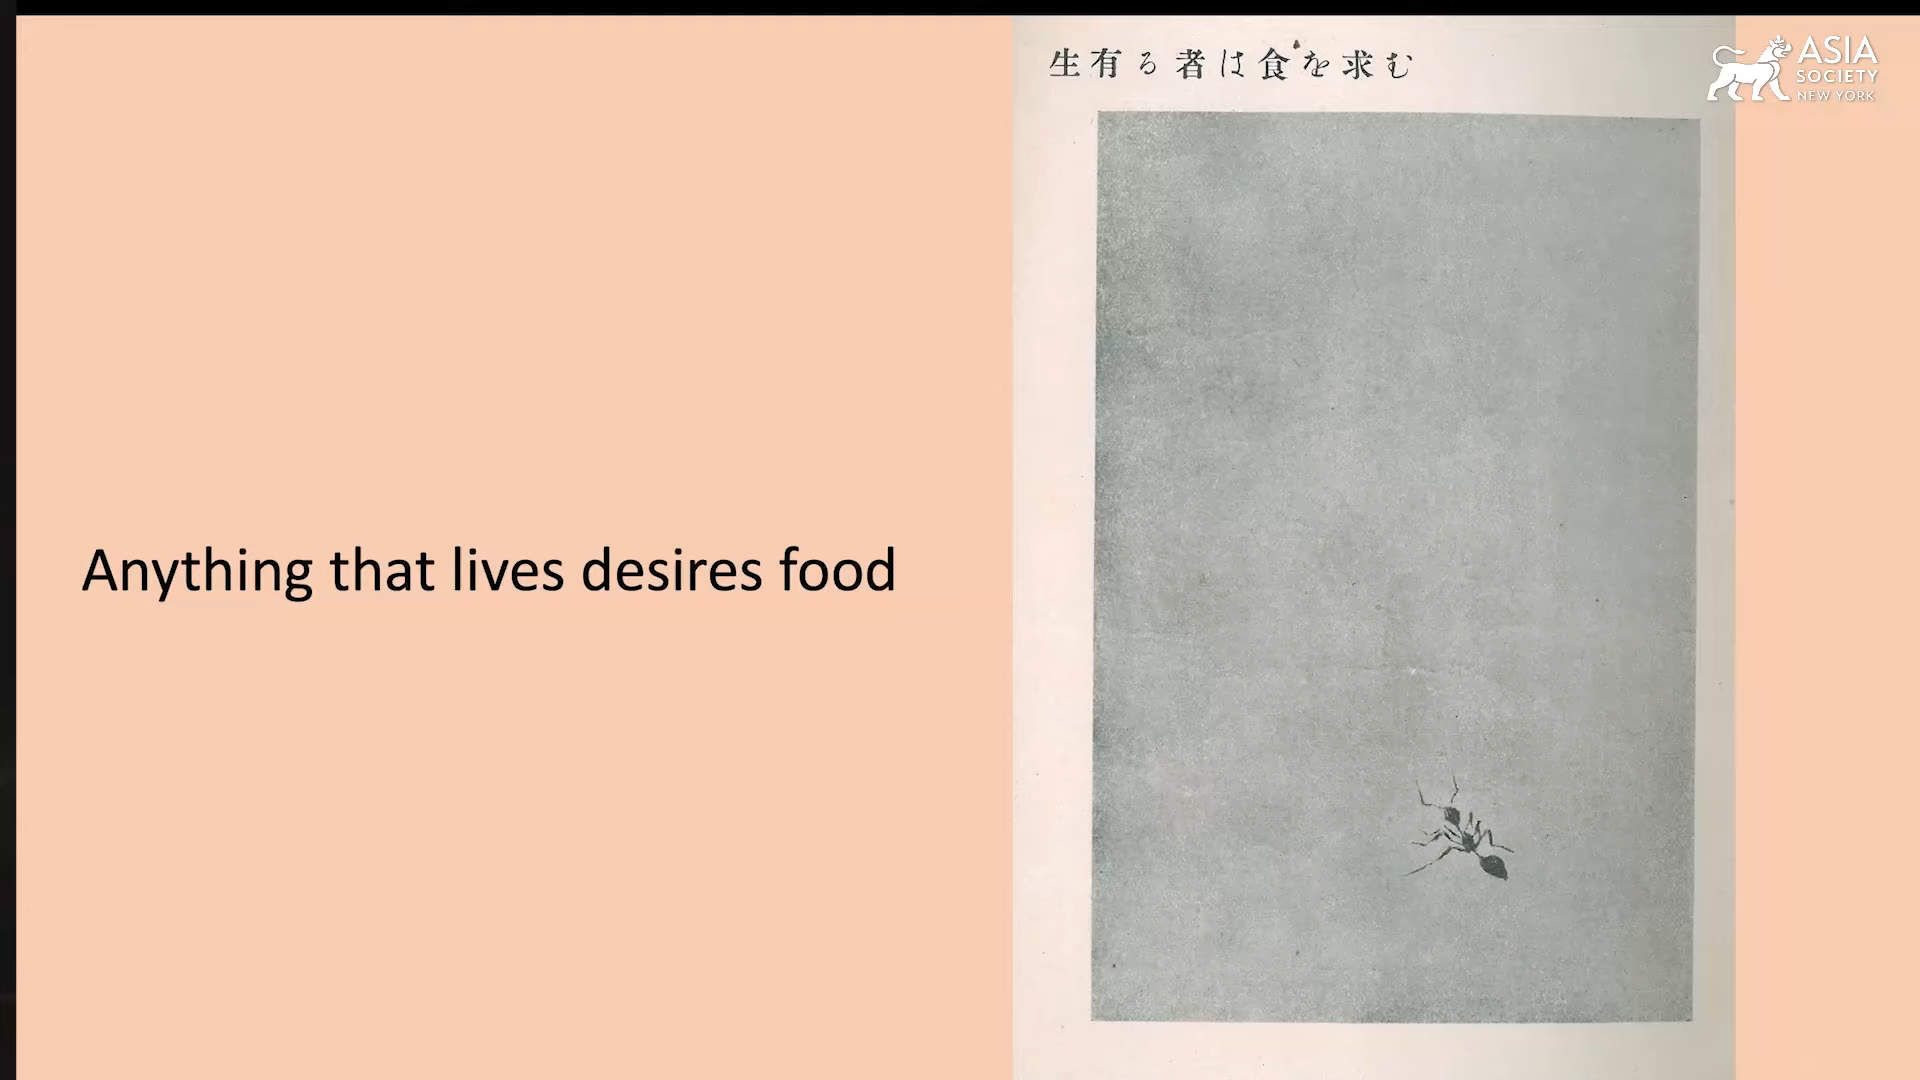 生有る者は食を求む
ASIA
SOCIETY
NEW YORK
Anything that lives desires food